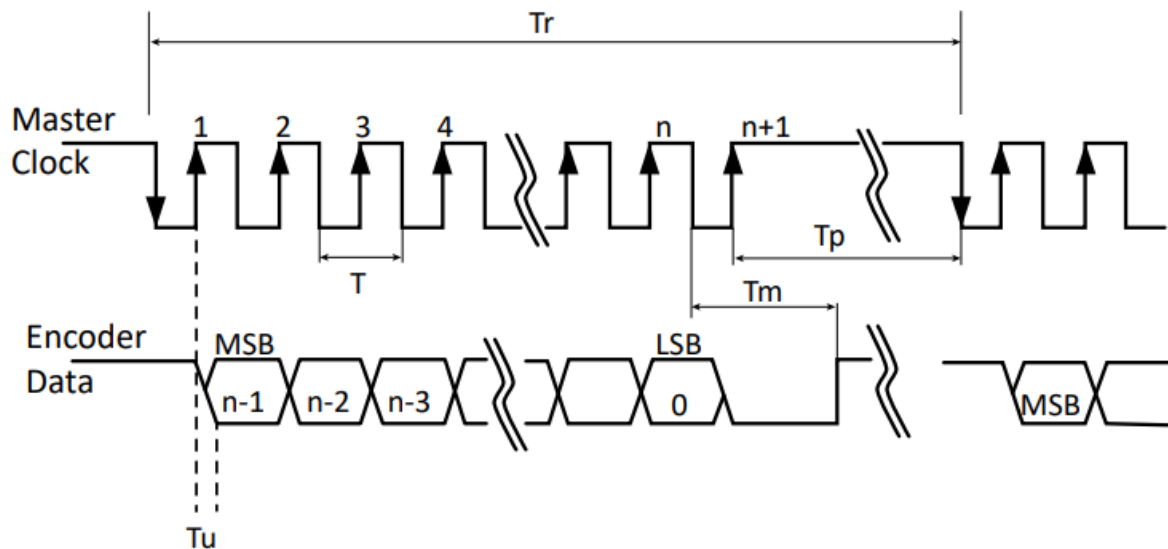 Tr
Master
Clock
1 2 3 4 n n+1
T
Tp
Tm
Encoder
Data
MSB LSB
n-1 n-2 n-3 0 MSB
Tu